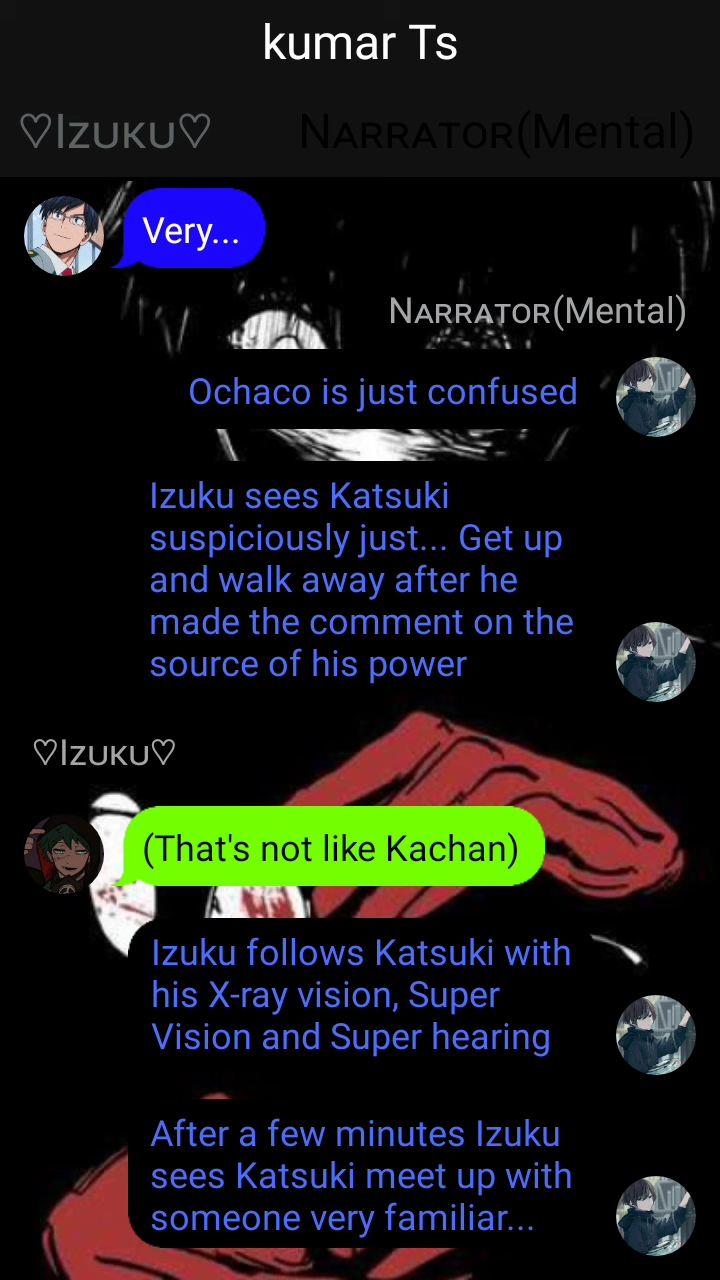 kumar Ts
♡Izuku♡ Narrator(Mental)
Very...
Narrator(Mental)
Ochaco is just confused
Izuku sees Katsuki
suspiciously just... Get up
and walk away after he
made the comment on the
source of his power
♡Izuku♡
(That's not like Kachan)
Izuku follows Katsuki with
his X-ray vision, Super
Vision and Super hearing
After a few minutes Izuku
sees Katsuki meet up with
someone very familiar...